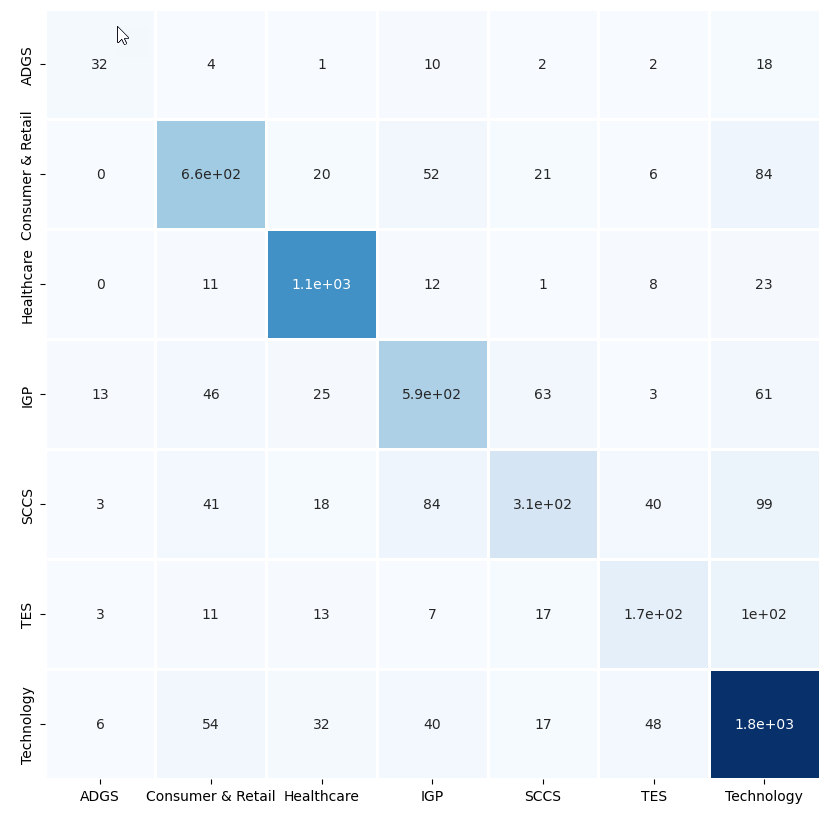 ADGS 32 4 1 10 2 2 18
Consumer & Retail 0 6.6e+02 20 52 21 6 84
Healthcare 0 11 1.1e+03 12 1 8 23
IGP 13 46 25 5.9e+02 63 3 61
SCCS 3 41 18 84 3.1e+02 40 99
TES 3 11 13 7 17 1.7e+02 1e+02
Technology 6 54 32 40 17 48 1.8e+03
ADGS Consumer & Retail Healthcare IGP SCCS TES Technology